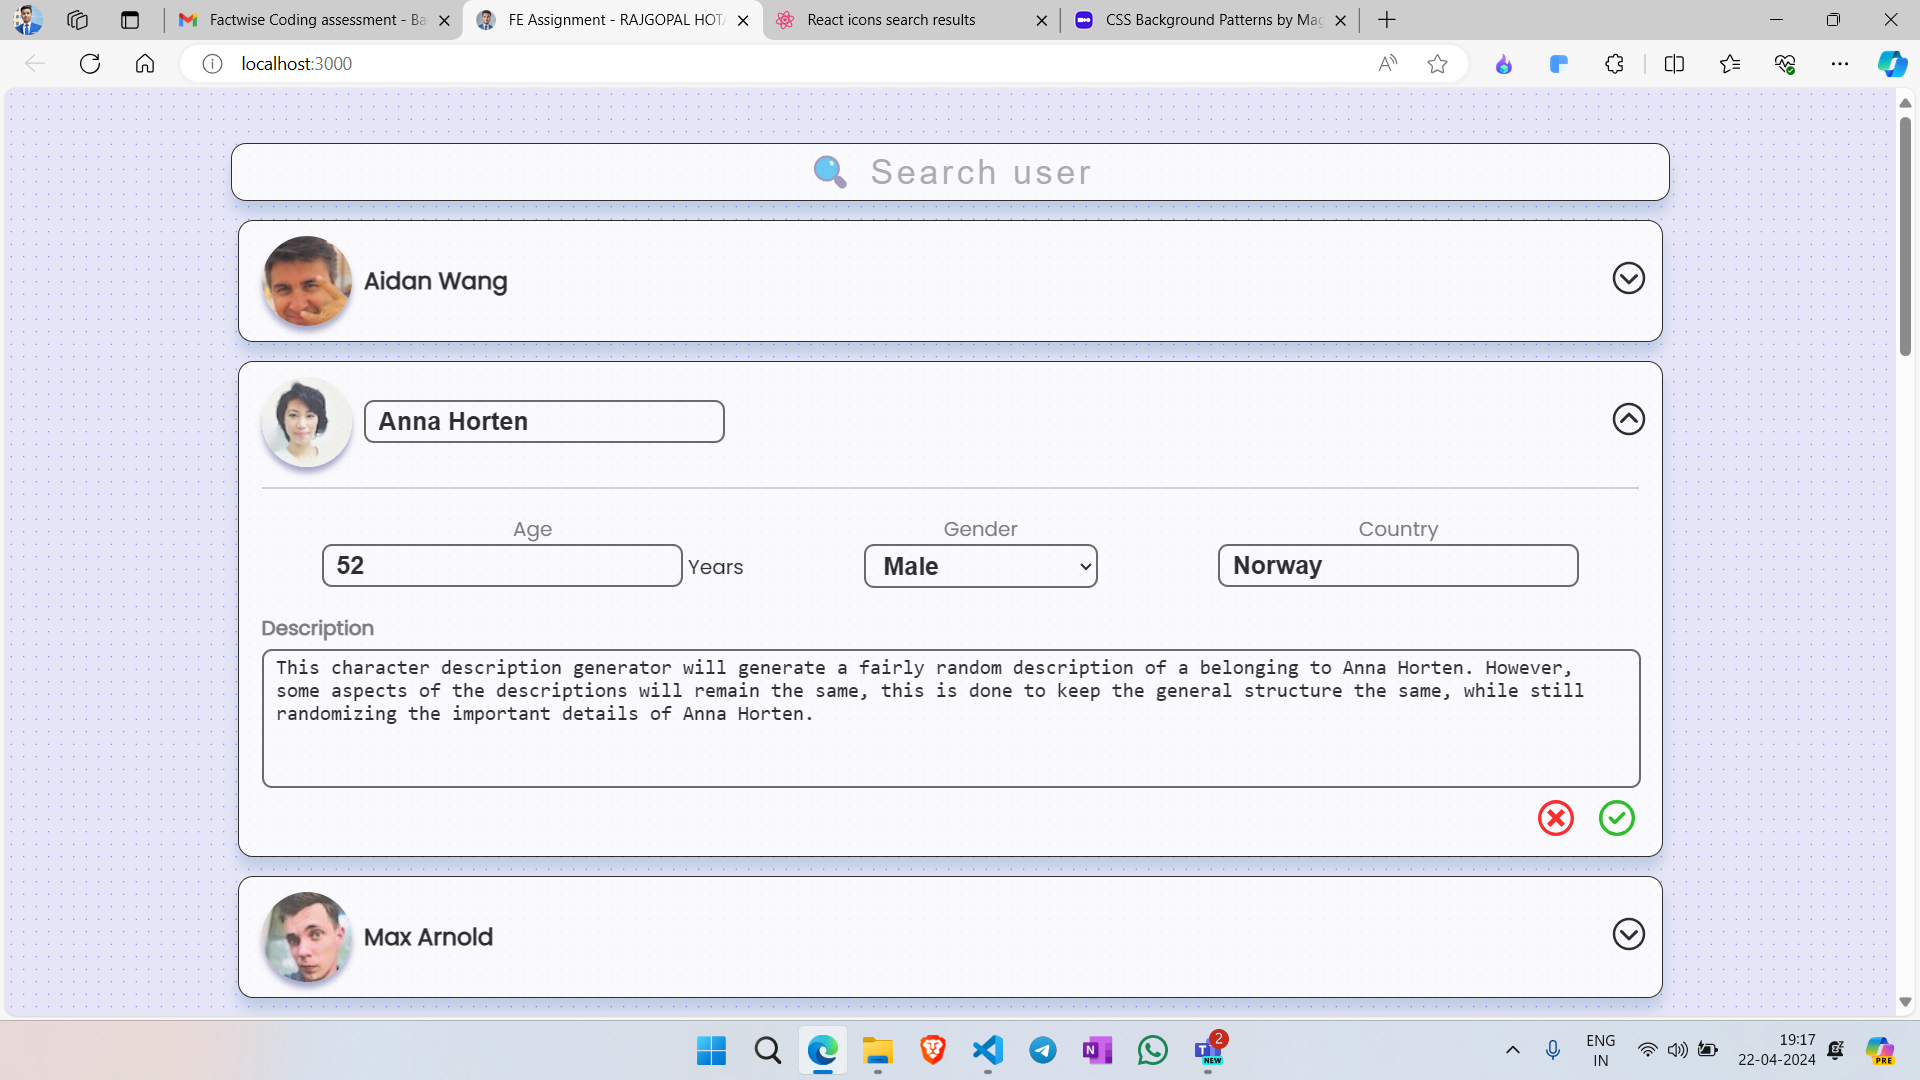 Factwise Coding assessment - Ba
FE Assignment - RAJGOPAL HOTA
React icons search results
CSS Background Patterns by Mag
localhost:3000
Search user
Aidan Wang
Anna Horten
Age
Gender
Country
52
Years
Male
Norway
Description
This character description generator will generate a fairly random description of a belonging to Anna Horten. However,
some aspects of the descriptions will remain the same, this is done to keep the general structure the same, while still
randomizing the important details of Anna Horten.
Max Arnold
2
NEW
N
ENG
IN
19:17
22-04-2024
PRE